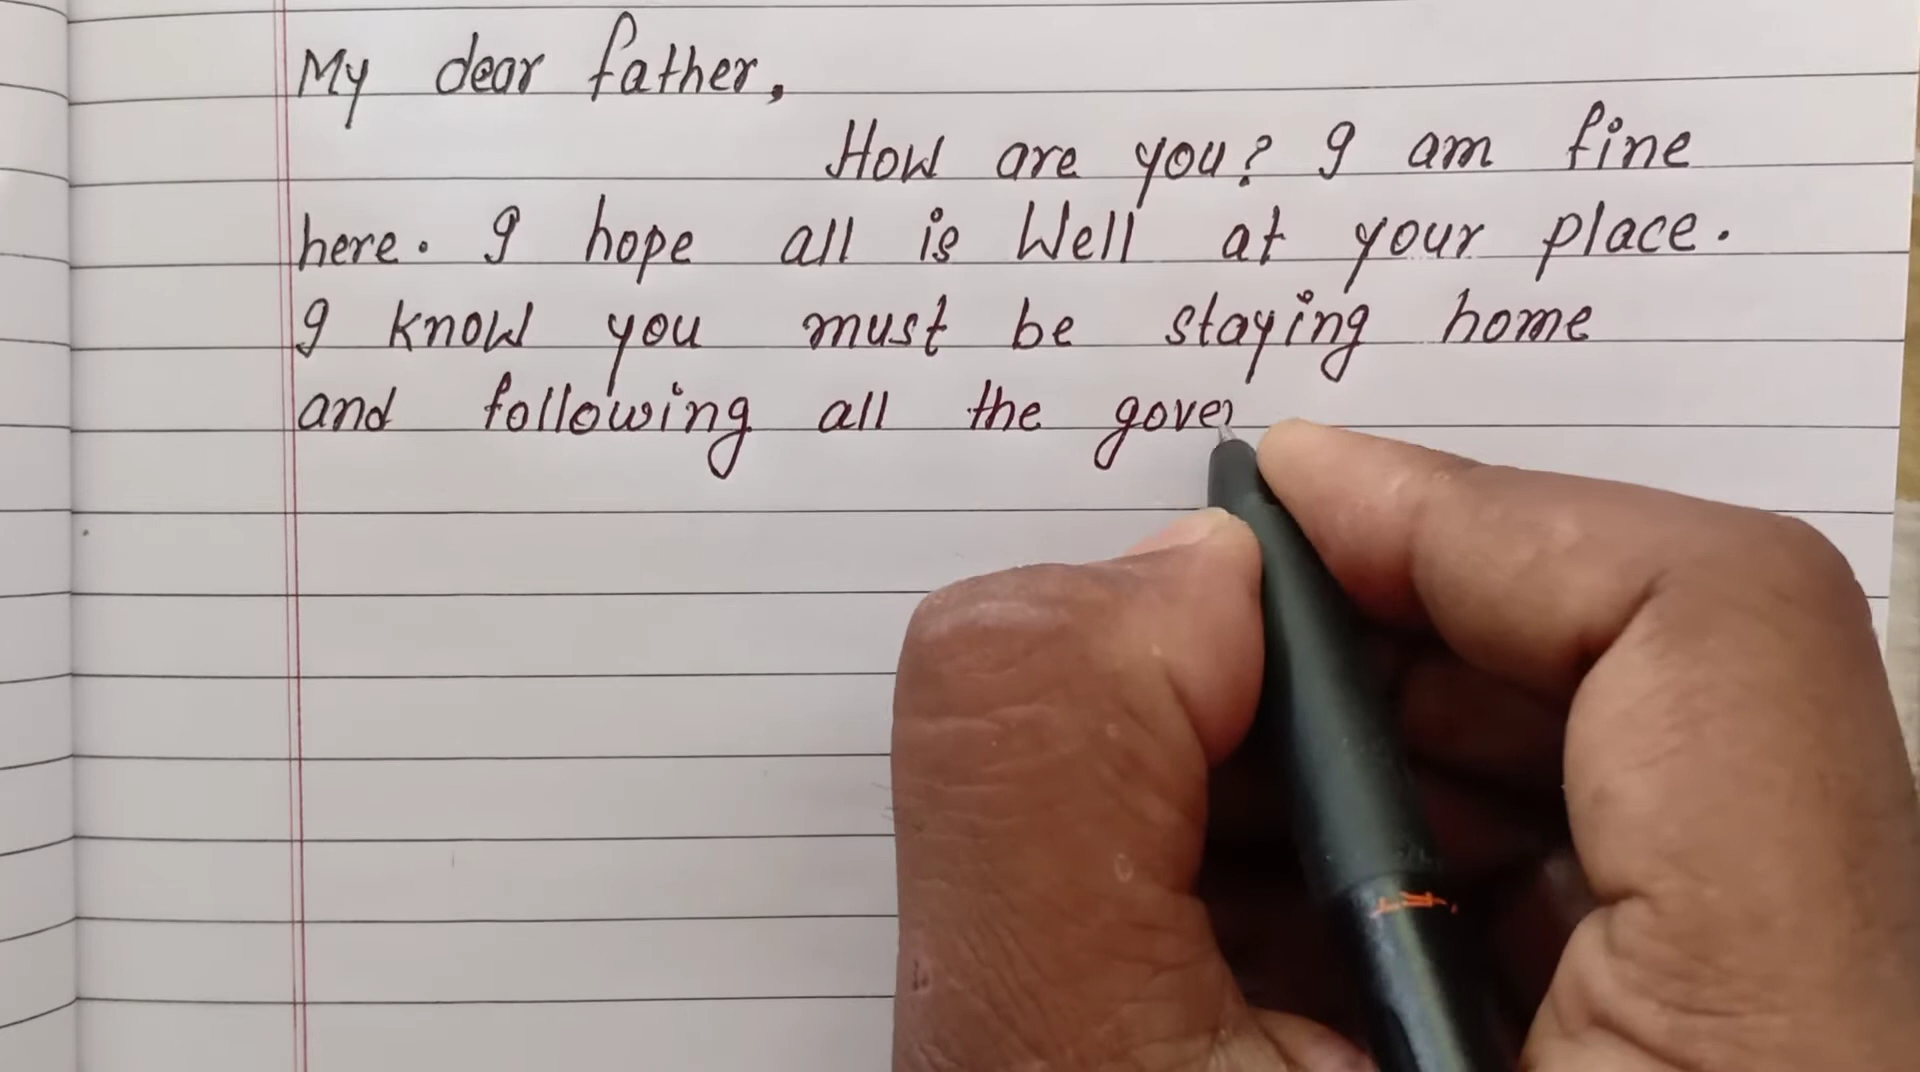 My dear father,
How are you? I am fine
here. I hope all is Well at your place.
I know you must be staying home
and following all the gover